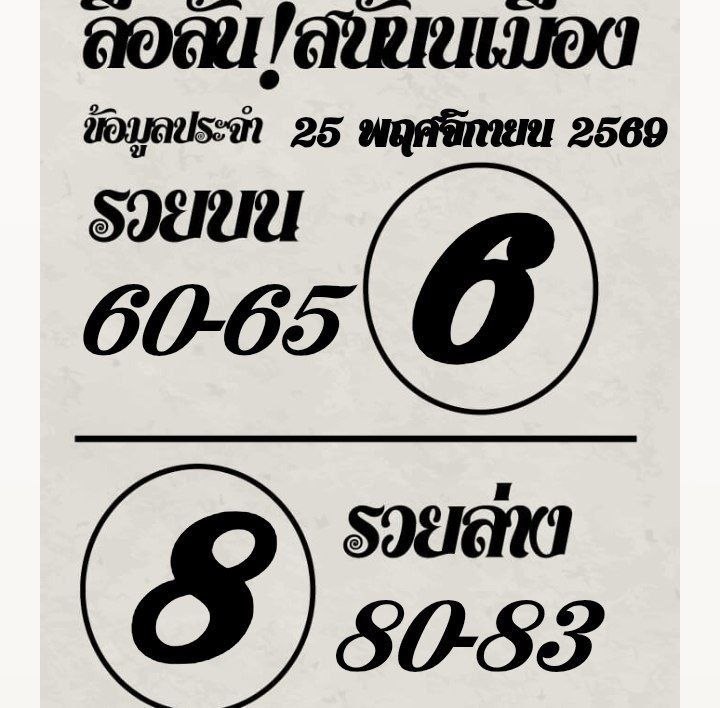 ลือลั่น!สนั่นเมือง
ข้อมูลประจำ 25 พฤศจิกายน 2569
รวยบน
60-65 6
8 รวยล่าง
80-83